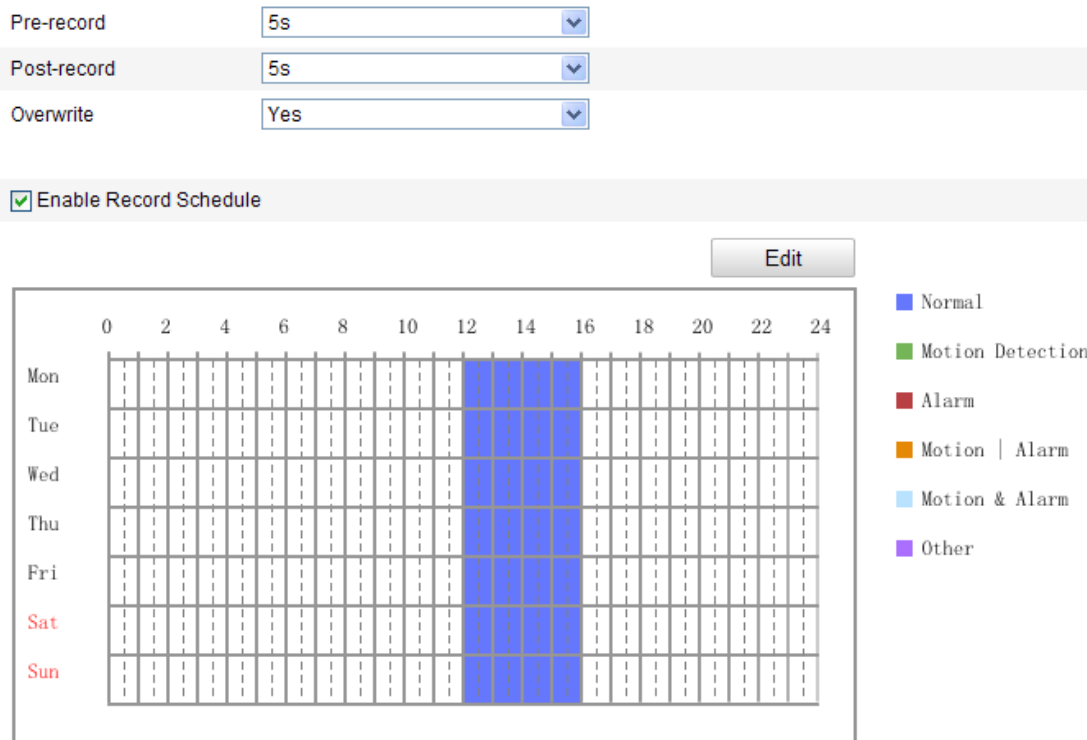 Pre-record 5s
Post-record 5s
Overwrite Yes
Enable Record Schedule
Edit
0 2 4 6 8 10 12 14 16 18 20 22 24
Mon
Tue
Wed
Thu
Fri
Sat
Sun
Normal
Motion Detection
Alarm
Motion | Alarm
Motion & Alarm
Other